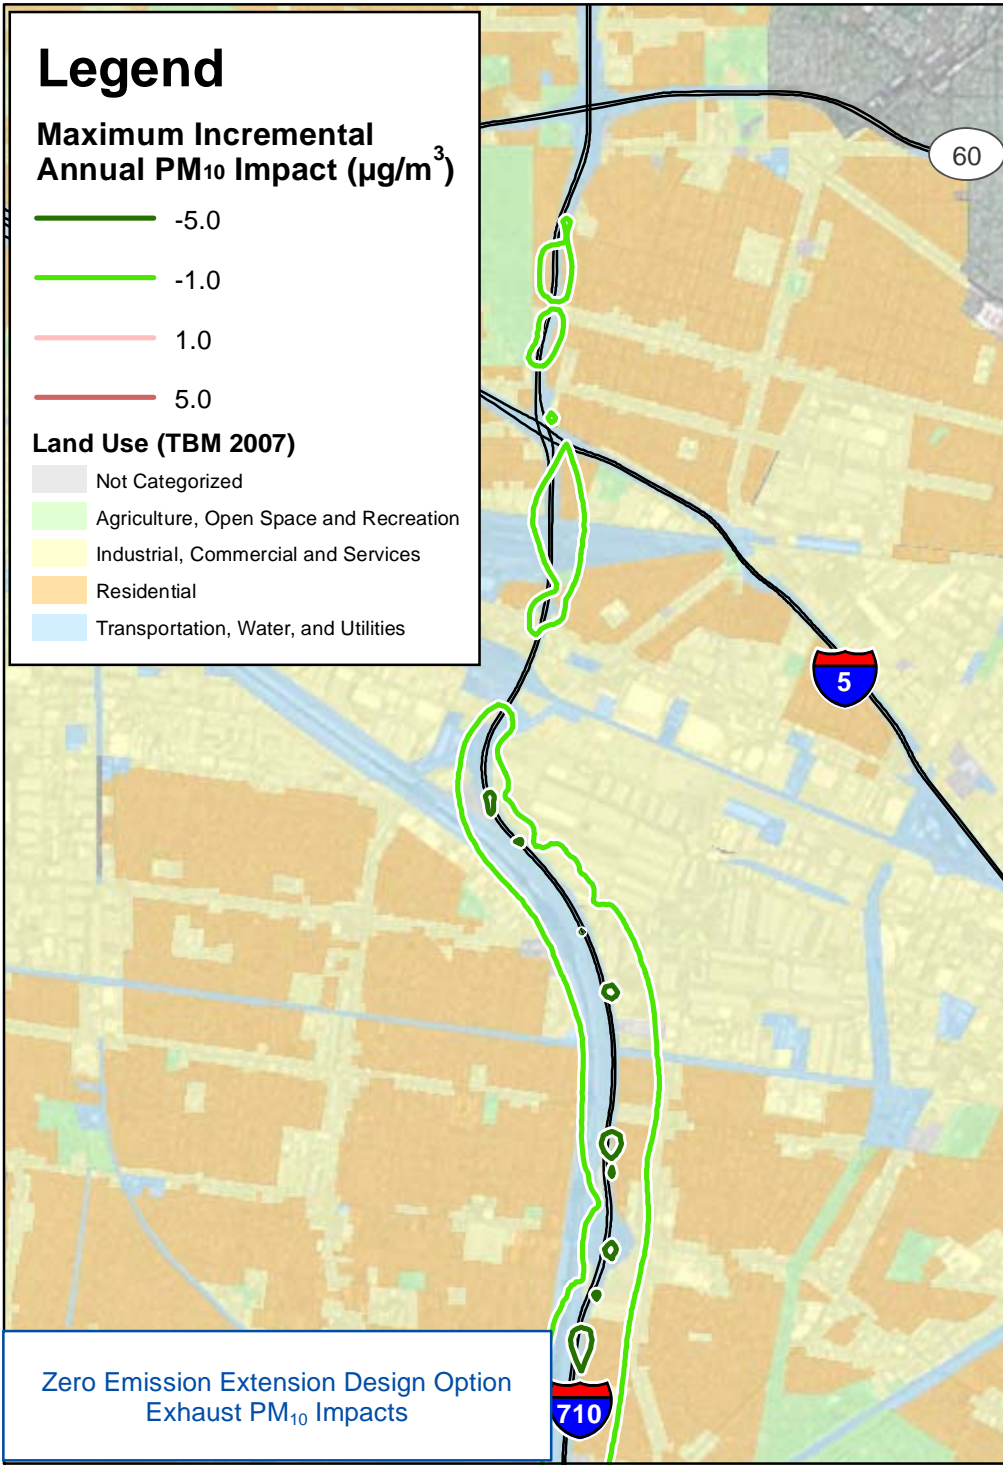 Legend
Maximum Incremental
Annual PM10 Impact (µg/m³)
-5.0
-1.0
1.0
5.0
Land Use (TBM 2007)
Not Categorized
Agriculture, Open Space and Recreation
Industrial, Commercial and Services
Residential
Transportation, Water, and Utilities
60
5
710
Zero Emission Extension Design Option
Exhaust PM10 Impacts